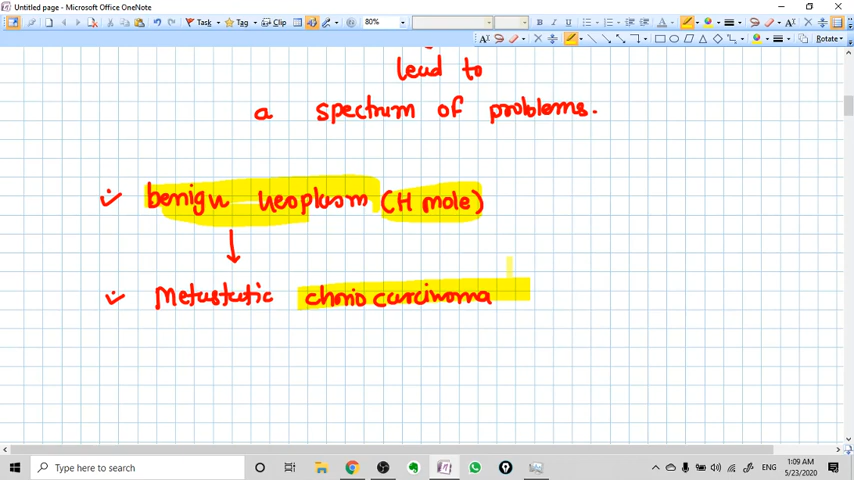 Untitled page - Microsoft Office OneNote
Task
Tag
Clip
80%
B I U
A
Rotate
lead to
a spectrum of problems.
benign neoplasm (H mole)
Metastatic chorio carcinoma
Type here to search
ENG
1:09 AM
5/23/2020